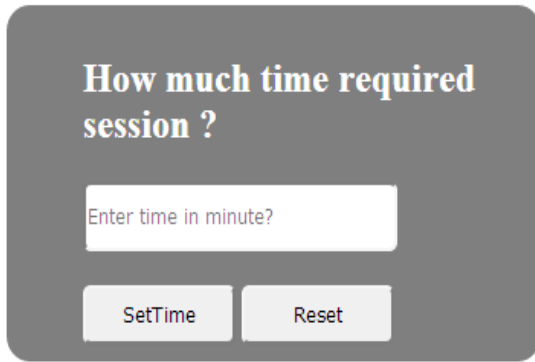 How much time required
session ?
Enter time in minute?
SetTime Reset